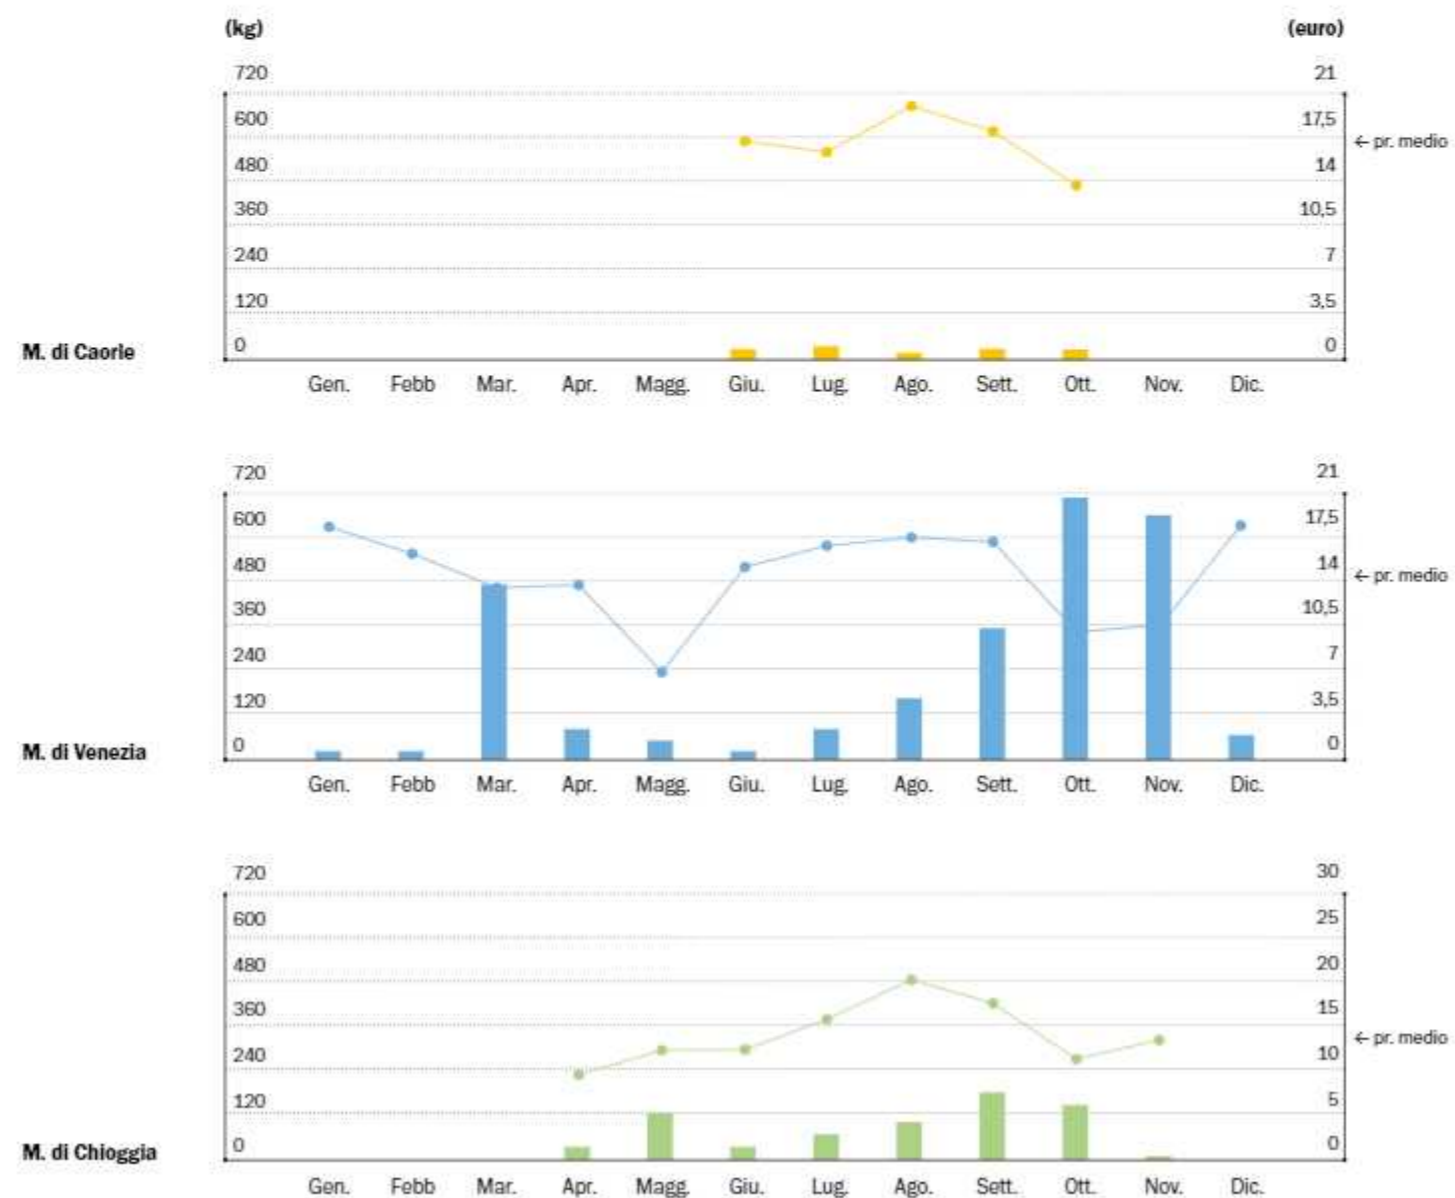 (kg) (euro)
720 21
600 17,5
← pr. medio
480 14
360 10,5
240 7
120 3,5
M. di Caorle 0 0
Gen. Febb Mar. Apr. Magg. Giu. Lug. Ago. Sett. Ott. Nov. Dic.
720 21
600 17,5
480 14
← pr. medio
360 10,5
240 7
120 3,5
M. di Venezia 0 0
Gen. Febb Mar. Apr. Magg. Giu. Lug. Ago. Sett. Ott. Nov. Dic.
720 30
600 25
480 20
360 15
← pr. medio
240 10
120 5
M. di Chioggia 0 0
Gen. Febb Mar. Apr. Magg. Giu. Lug. Ago. Sett. Ott. Nov. Dic.